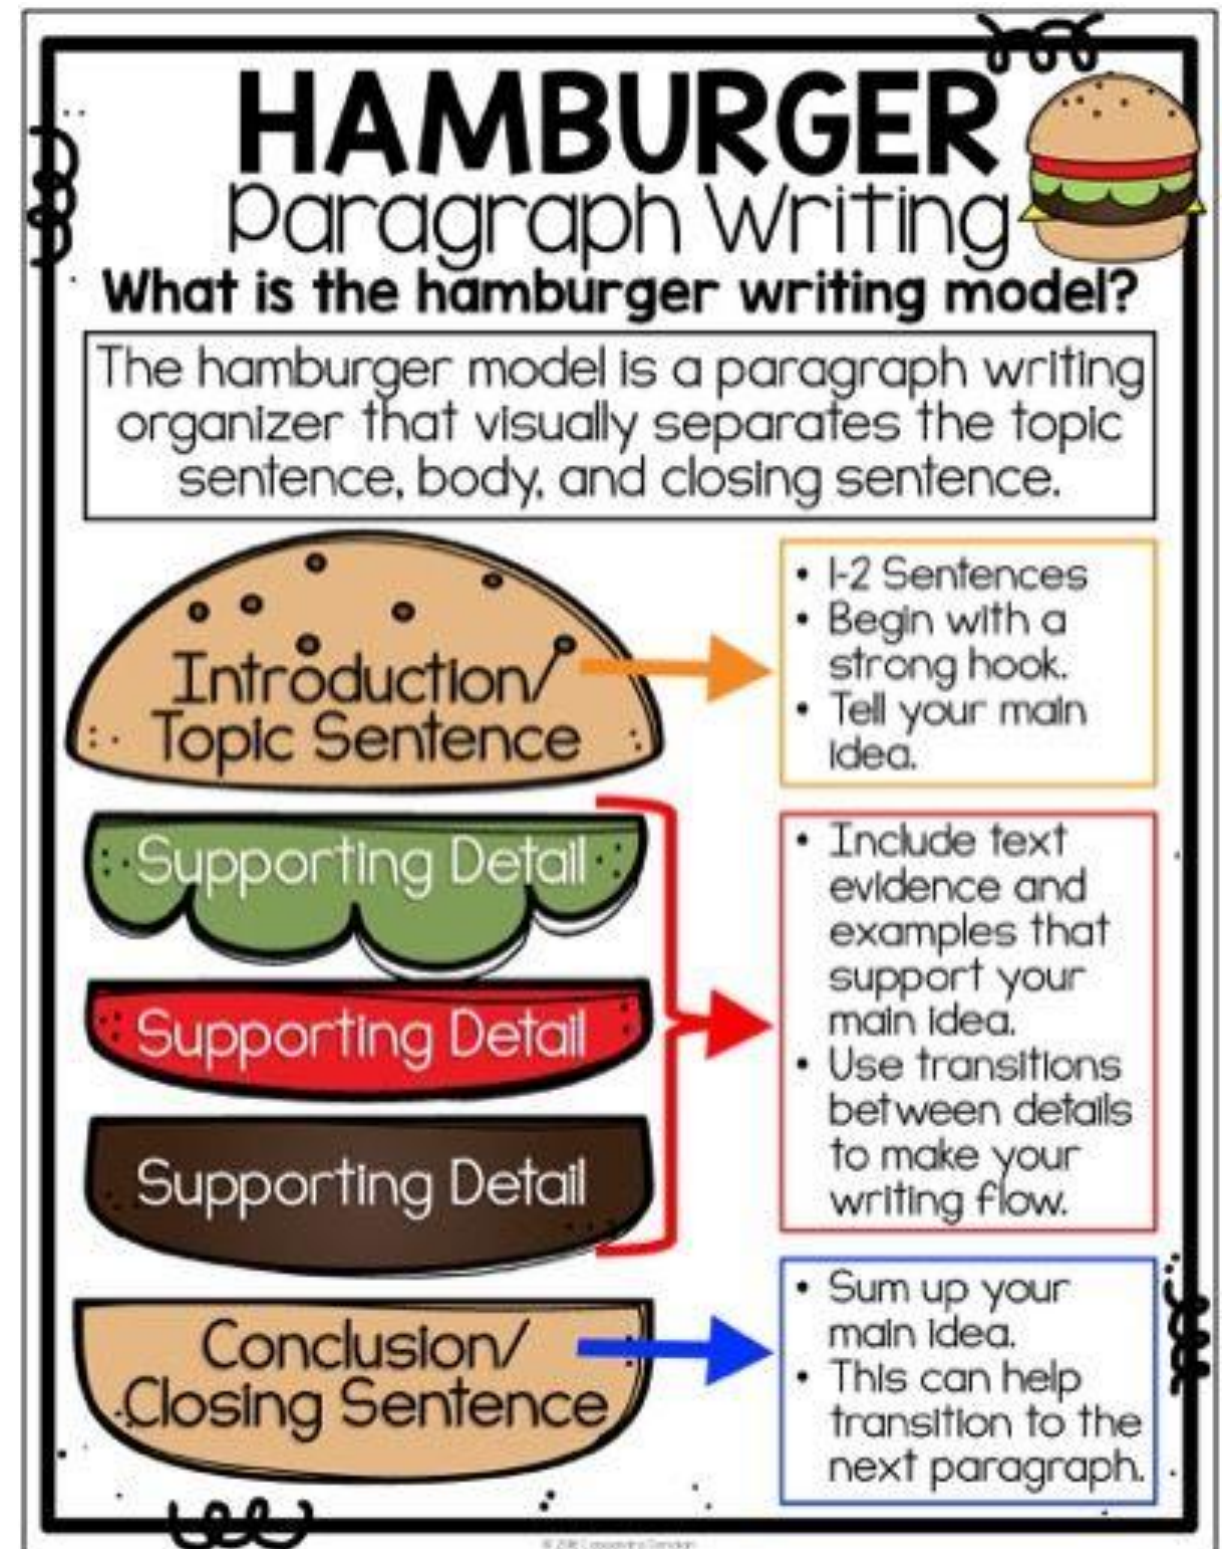 HAMBURGER
Paragraph Writing
What is the hamburger writing model?
The hamburger model is a paragraph writing
organizer that visually separates the topic
sentence, body, and closing sentence.
Introduction/
Topic Sentence
• 1-2 Sentences
• Begin with a
strong hook.
• Tell your main
idea.
Supporting Detail
Supporting Detail
Supporting Detail
• Include text
evidence and
examples that
support your
main idea.
• Use transitions
between details
to make your
writing flow.
Conclusion/
Closing Sentence
• Sum up your
main idea.
• This can help
transition to the
next paragraph.